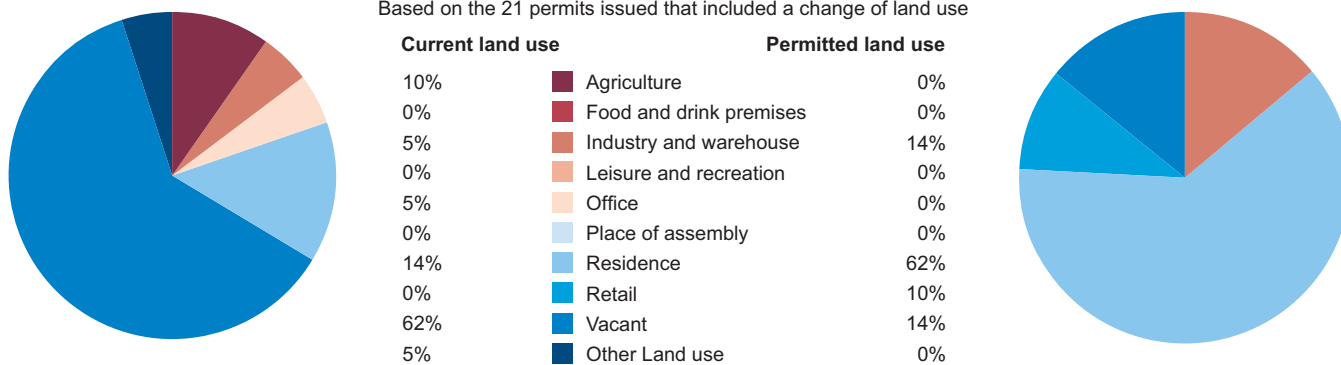 Based on the 21 permits issued that included a change of land use
Current land use Permitted land use
10% Agriculture 0%
0% Food and drink premises 0%
5% Industry and warehouse 14%
0% Leisure and recreation 0%
5% Office 0%
0% Place of assembly 0%
14% Residence 62%
0% Retail 10%
62% Vacant 14%
5% Other Land use 0%